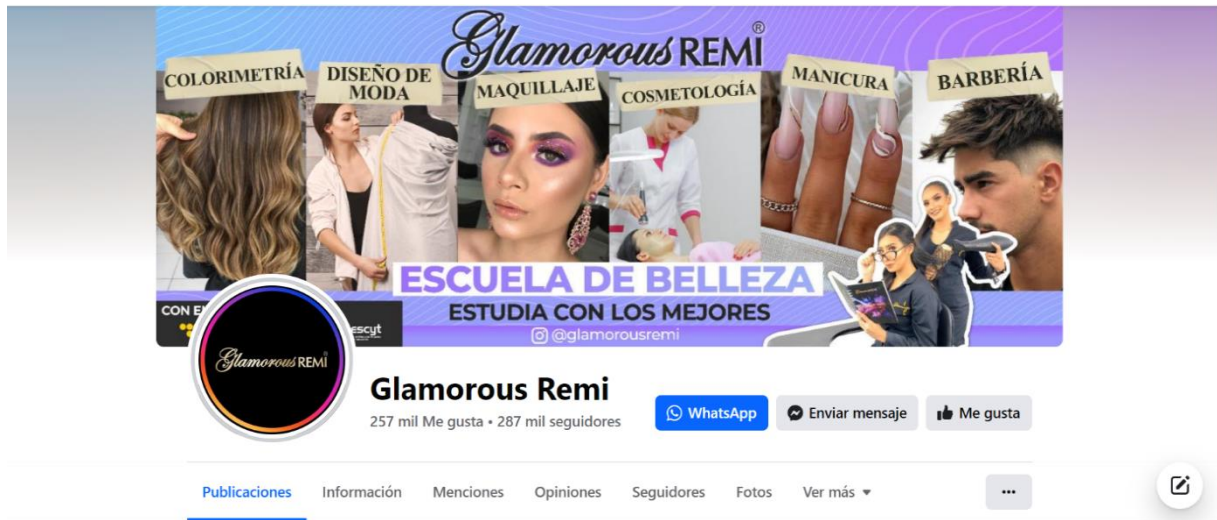 Glamorous REMI®
COLORIMETRÍA
DISEÑO DE
MODA
MAQUILLAJE
COSMETOLOGÍA
MANICURA
BARBERÍA
ESCUELA DE BELLEZA
ESTUDIA CON LOS MEJORES
@glamorousremi
CON
escyt
Glamorous REMI
Glamorous Remi
257 mil Me gusta • 287 mil seguidores
WhatsApp
Enviar mensaje
Me gusta
Publicaciones
Información
Menciones
Opiniones
Seguidores
Fotos
Ver más